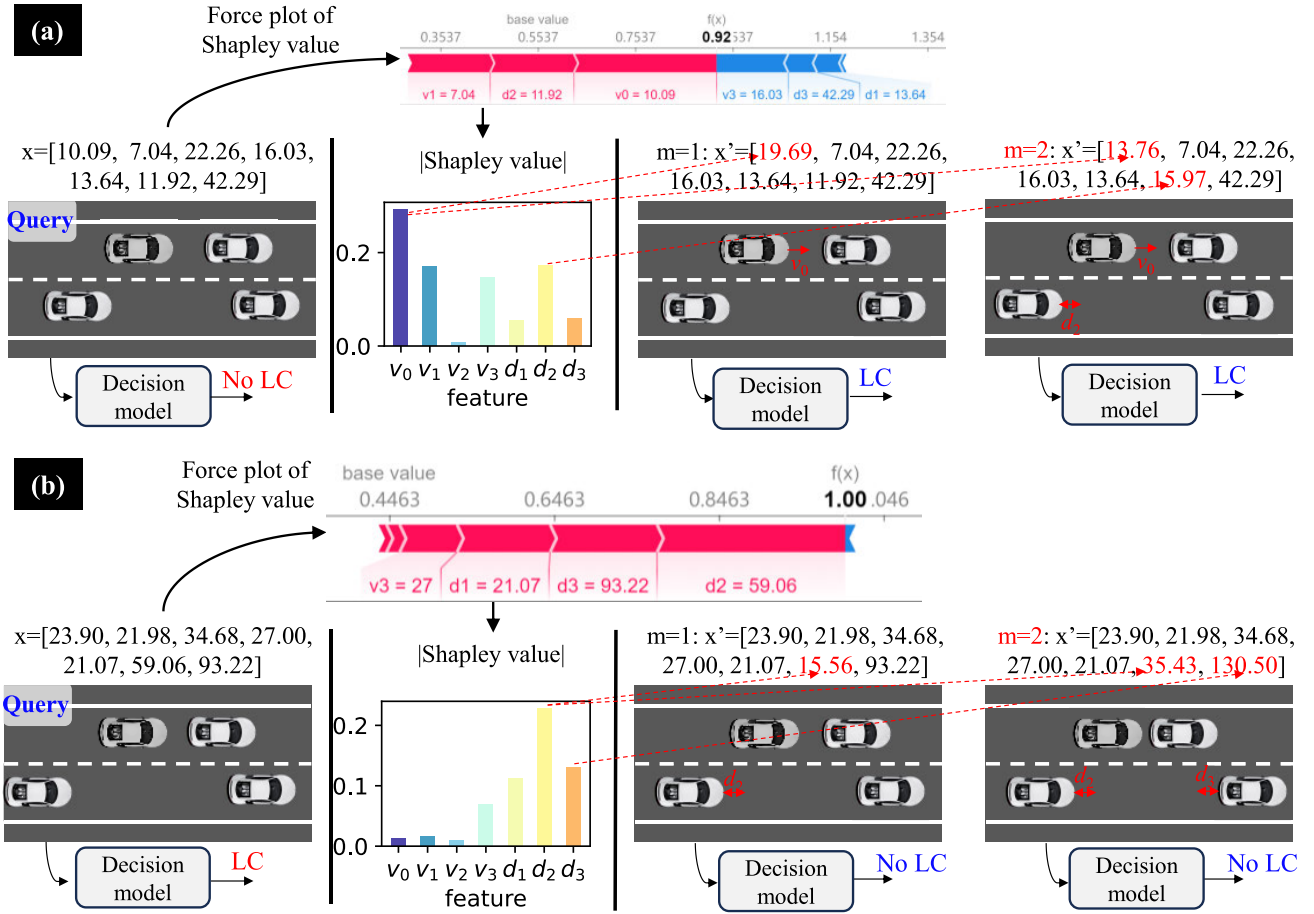 (a)
Force plot of
Shapley value
base value
f(x)
0.3537 0.5537 0.7537 0.92 537 1.154 1.354
v1 = 7.04 d2 = 11.92 v0 = 10.09 v3 = 16.03 d3 = 42.29 d1 = 13.64
x=[10.09, 7.04, 22.26, 16.03,
13.64, 11.92, 42.29]
Query
Decision
model
No LC
|Shapley value|
0.2
0.0
v0 v1 v2 v3 d1 d2 d3
feature
m=1: x’=[19.69, 7.04, 22.26,
16.03, 13.64, 11.92, 42.29]
v0
Decision
model
LC
m=2: x’=[13.76, 7.04, 22.26,
16.03, 13.64, 15.97, 42.29]
v0
d2
Decision
model
LC
(b)
Force plot of
Shapley value
base value
f(x)
0.4463 0.6463 0.8463 1.00 .046
v3 = 27 d1 = 21.07 d3 = 93.22 d2 = 59.06
x=[23.90, 21.98, 34.68, 27.00,
21.07, 59.06, 93.22]
Query
Decision
model
LC
|Shapley value|
0.2
0.1
0.0
v0 v1 v2 v3 d1 d2 d3
feature
m=1: x’=[23.90, 21.98, 34.68,
27.00, 21.07, 15.56, 93.22]
d2
Decision
model
No LC
m=2: x’=[23.90, 21.98, 34.68,
27.00, 21.07, 35.43, 130.50]
d2
d3
Decision
model
No LC